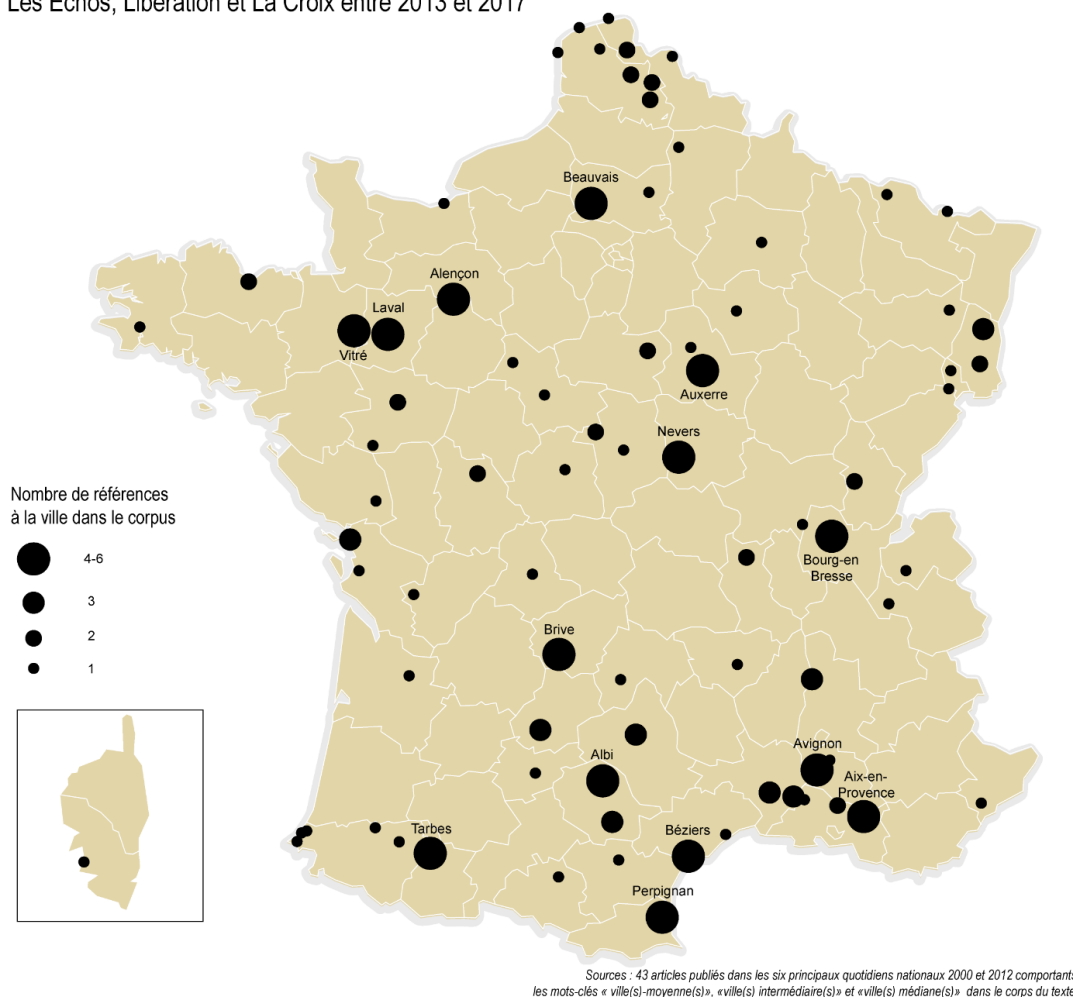 Les Echos, Libération et La Croix entre 2013 et 2017
Beauvais
Alençon
Laval
Vitré
Auxerre
Nevers
Nombre de références
à la ville dans le corpus
4-6
3
2
1
Bourg-en
Bresse
Brive
Avignon
Albi
Aix-en-
Provence
Tarbes
Béziers
Perpignan
Sources : 43 articles publiés dans les six principaux quotidiens nationaux 2000 et 2012 comportants
les mots-clés « ville(s)-moyenne(s)», «ville(s) intermédiaire(s)» et «ville(s) médiane(s)» dans le corps du texte